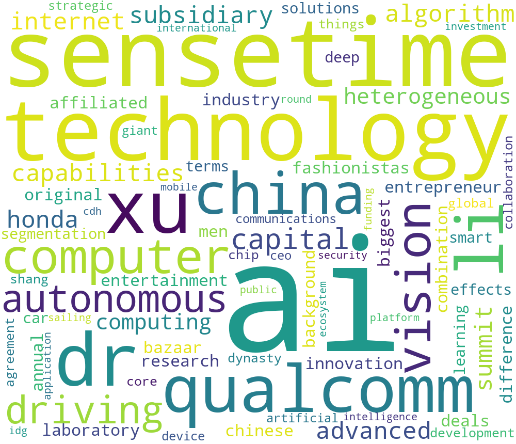 strategic
things
solutions
algorithm
internet
subsidiary
international
investment
sensetime
deep
affiliated
giant
industry
round
heterogeneous
technology
capabilities
terms
fashionistas
entrepreneur
collaboration
original
xu
mobile
cdh
china
funding
global
honda
men
communications
biggest
vision
combination
li
segmentation
capital
smart
computer
chip
ceo
security
background
shang
entertainment
ai
effects
autonomous
public
ecosystem
platform
car
sailing
computing
learning
summit
difference
agreement
application
annual
dr
bazaar
dynasty
innovation
research
core
qualcomm
driving
artificial
intelligence
deals
idg
laboratory
device
chinese
advanced
development